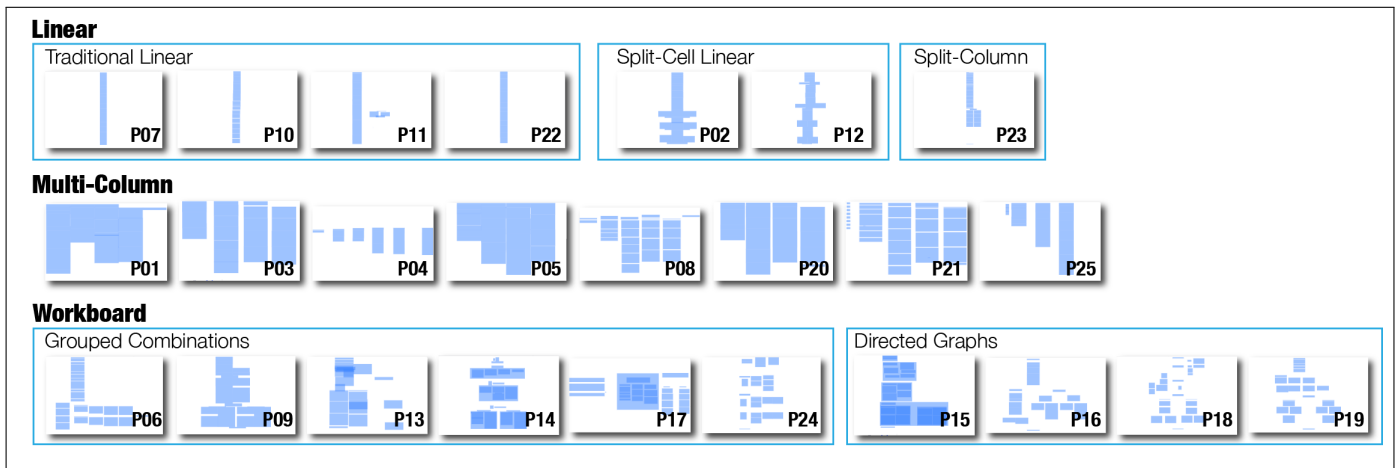 Linear
Traditional Linear
Split-Cell Linear
Split-Column
P07 P10 P11 P22 P02 P12 P23
Multi-Column
P01 P03 P04 P05 P08 P20 P21 P25
Workboard
Grouped Combinations
Directed Graphs
P06 P09 P13 P14 P17 P24 P15 P16 P18 P19